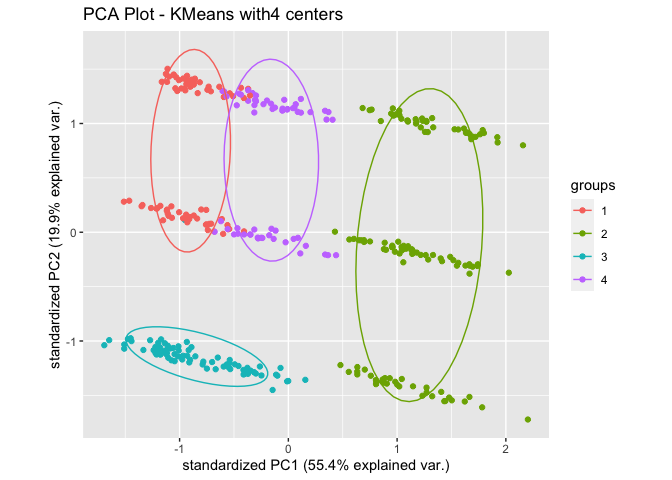 PCA Plot - KMeans with4 centers
standardized PC2 (19.9% explained var.)
1
0
-1
-1
0
1
2
standardized PC1 (55.4% explained var.)
groups
1
2
3
4